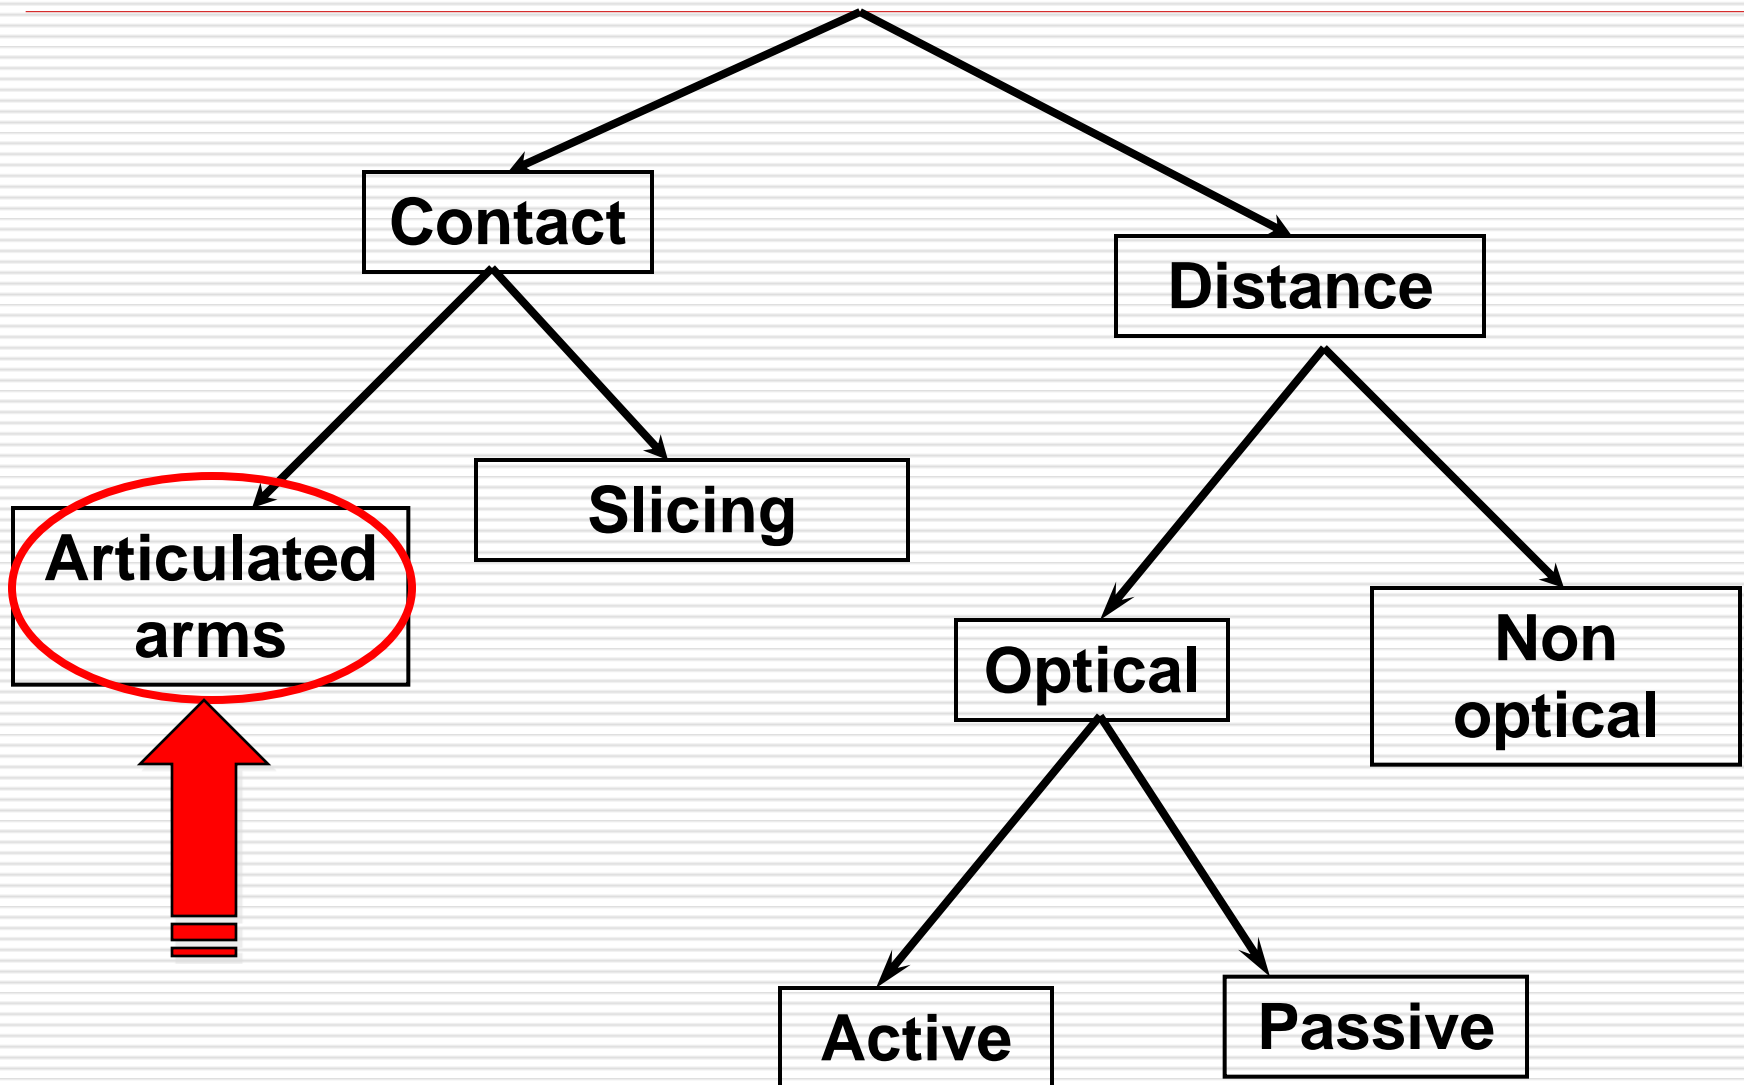 Contact
Distance
Slicing
Articulated
arms
Optical
Non
optical
Active
Passive